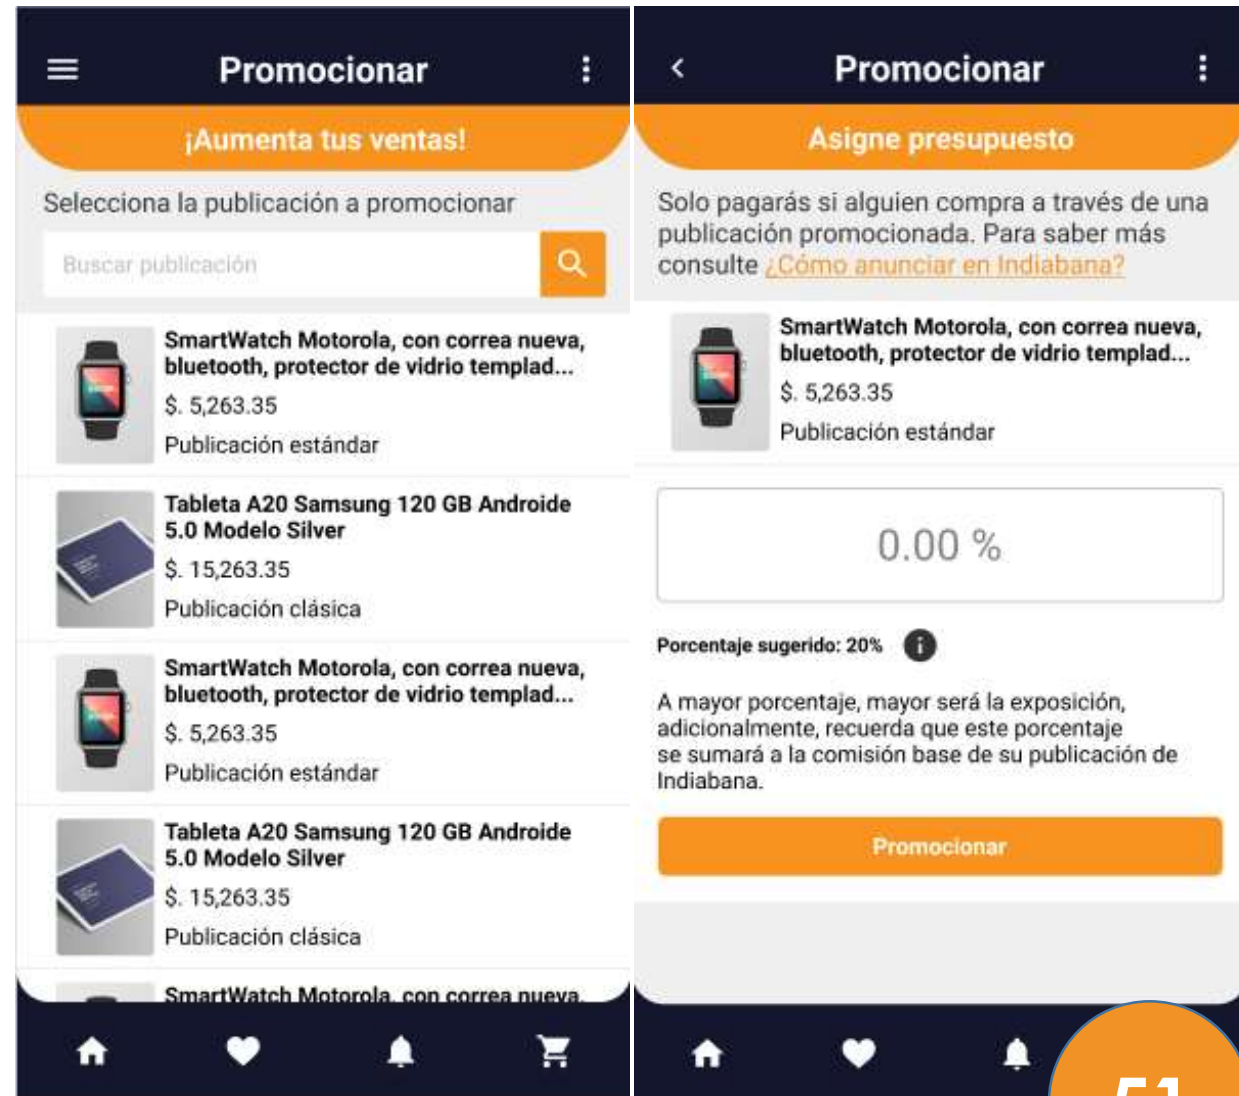 Promocionar
¡Aumenta tus ventas!
Selecciona la publicación a promocionar
Buscar publicación
SmartWatch Motorola, con correa nueva,
bluetooth, protector de vidrio templad...
$. 5,263.35
Publicación estándar
Tableta A20 Samsung 120 GB Androide
5.0 Modelo Silver
$. 15,263.35
Publicación clásica
SmartWatch Motorola, con correa nueva,
bluetooth, protector de vidrio templad...
$. 5,263.35
Publicación estándar
Tableta A20 Samsung 120 GB Androide
5.0 Modelo Silver
$. 15,263.35
Publicación clásica
SmartWatch Motorola, con correa nueva,
Promocionar
Asigne presupuesto
Solo pagarás si alguien compra a través de una
publicación promocionada. Para saber más
consulte ¿Cómo anunciar en Indiabana?
SmartWatch Motorola, con correa nueva,
bluetooth, protector de vidrio templad...
$. 5,263.35
Publicación estándar
0.00 %
Porcentaje sugerido: 20%
A mayor porcentaje, mayor será la exposición,
adicionalmente, recuerda que este porcentaje
se sumará a la comisión base de su publicación de
Indiabana.
Promocionar
51